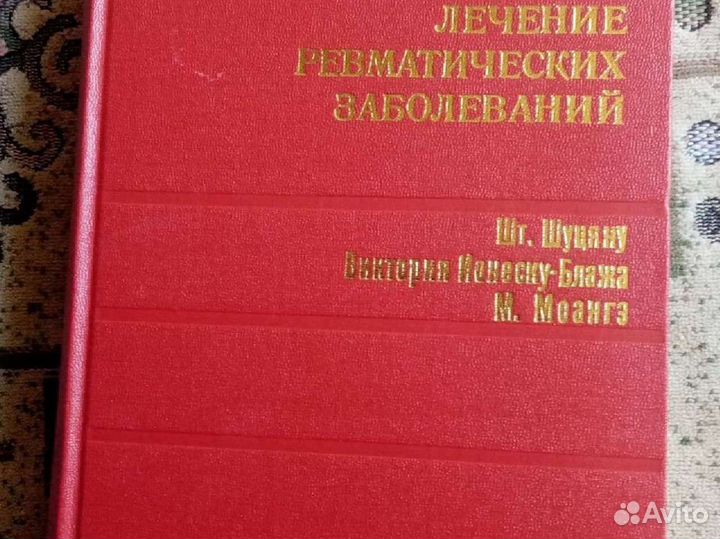 ЛЕЧЕНИЕ
РЕВМАТИЧЕСКИХ
ЗАБОЛЕВАНИЙ
Шт. Шуцяну
Виктория Ионеску-Блажа
М. Моангэ
Avito